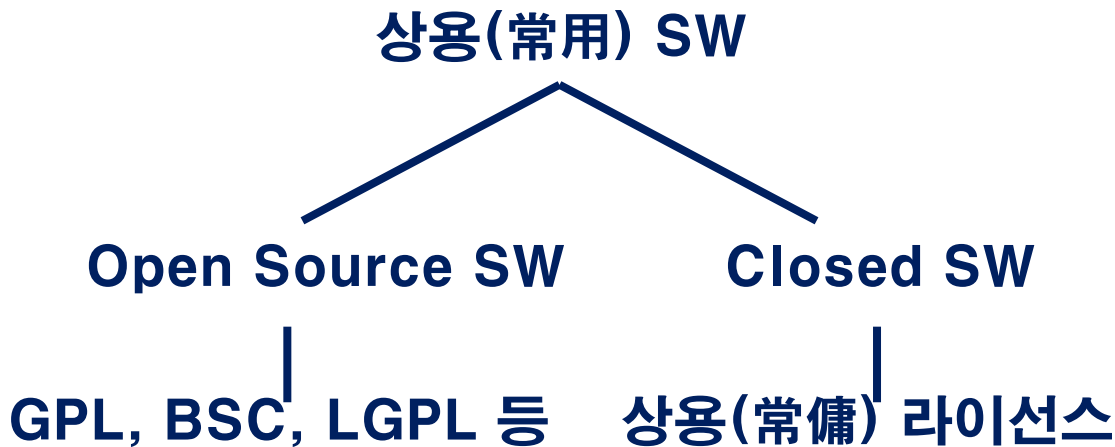 상용(常用) SW
Open Source SW
Closed SW
GPL, BSC, LGPL 등
상용(常傭) 라이선스